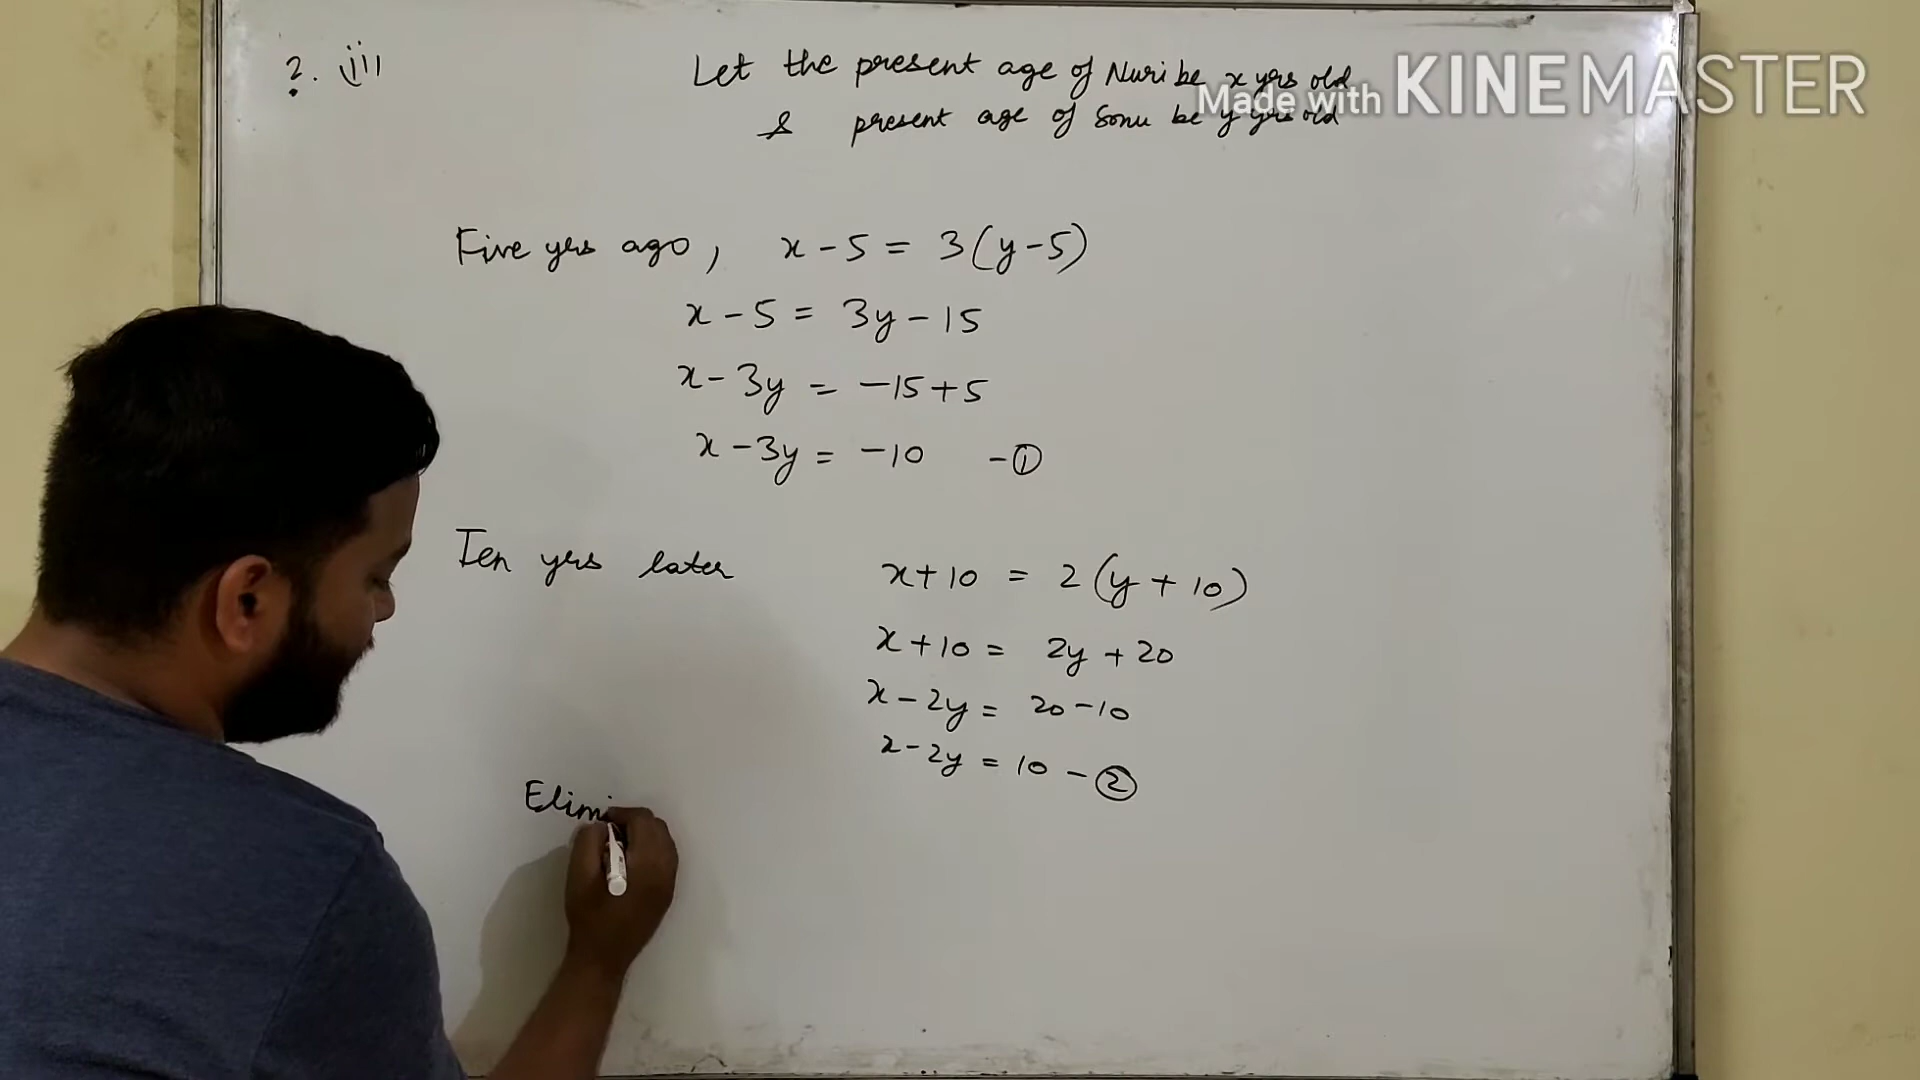 2. iii
Let the present age of Nuri be x yrs old
& present age of Sonu be y yrs old
Made with KINEMASTER
Five yrs ago, x - 5 = 3(y-5)
x - 5 = 3y - 15
x - 3y = -15+5
x - 3y = -10 - ①
Ten yrs later x+10 = 2(y+10)
x+10 = 2y + 20
x - 2y = 20-10
x - 2y = 10 - ②
Elimi